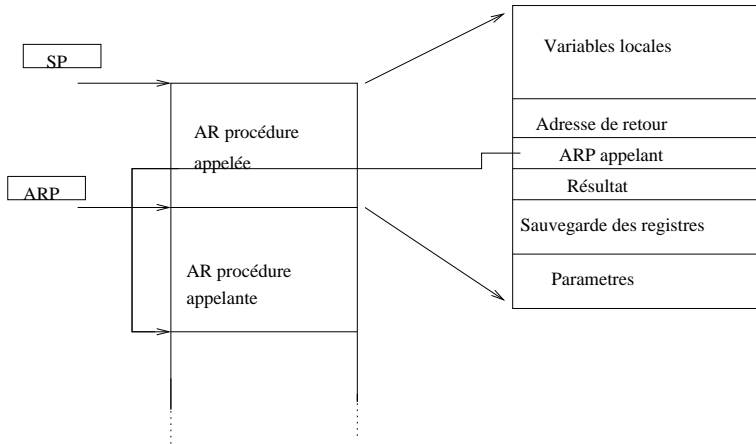 SP
ARP
AR procédure
appelée
AR procédure
appelante
Variables locales
Adresse de retour
ARP appelant
Résultat
Sauvegarde des registres
Parametres